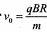 v₀ = qBR / m